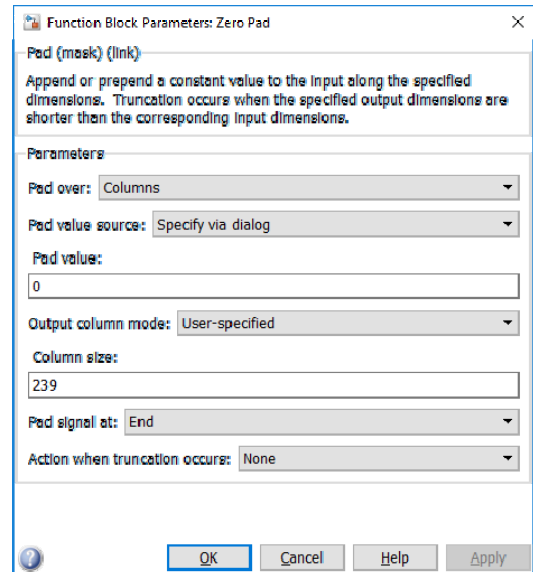 Function Block Parameters: Zero Pad
Pad (mask) (link)
Append or prepend a constant value to the input along the specified
dimensions. Truncation occurs when the specified output dimensions are
shorter than the corresponding input dimensions.
Parameters
Pad over: Columns
Pad value source: Specify via dialog
Pad value:
0
Output column mode: User-specified
Column size:
239
Pad signal at: End
Action when truncation occurs: None
? OK Cancel Help Apply